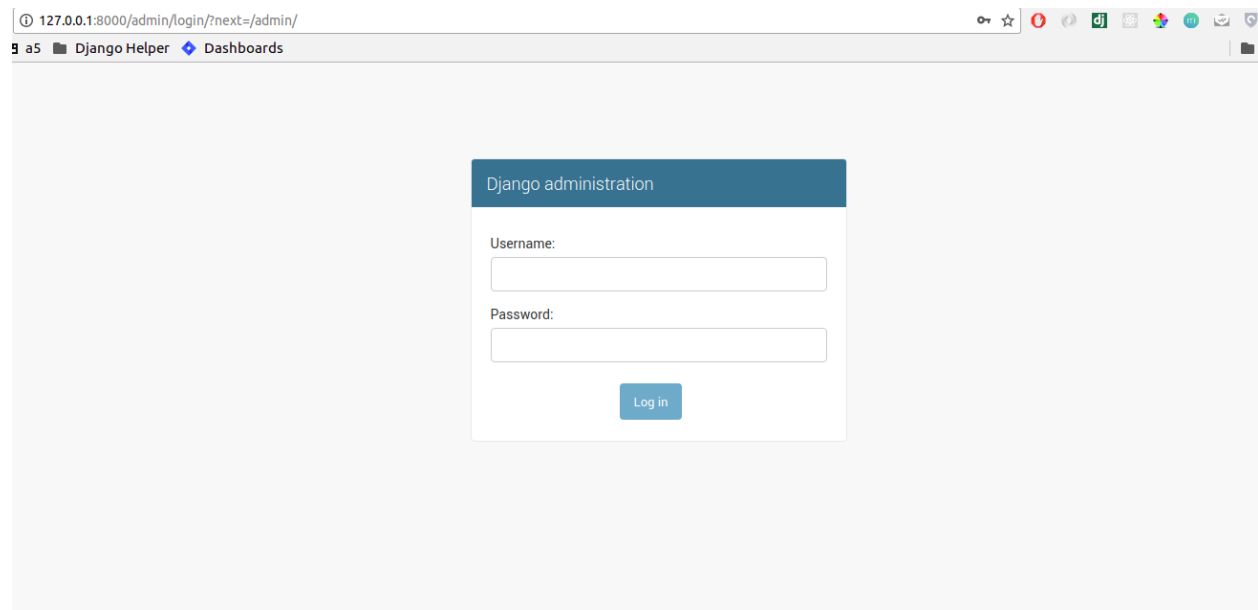 127.0.0.1:8000/admin/login/?next=/admin/
a5 Django Helper Dashboards
dj
m
Django administration
Username:
Password:
Log in